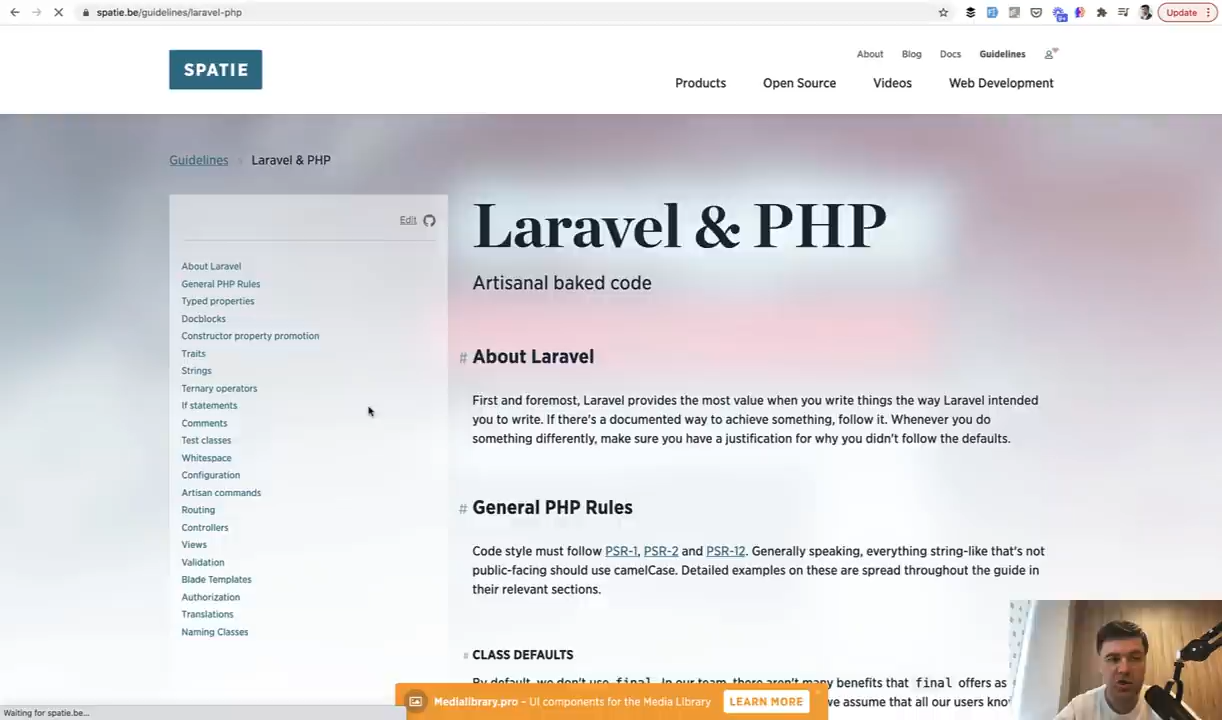 spatie.be/guidelines/laravel-php
Update
SPATIE
About
Blog
Docs
Guidelines
Products
Open Source
Videos
Web Development
Guidelines
Laravel & PHP
Edit
About Laravel
General PHP Rules
Typed properties
Docblocks
Constructor property promotion
Traits
Strings
Ternary operators
If statements
Comments
Test classes
Whitespace
Configuration
Artisan commands
Routing
Controllers
Views
Validation
Blade Templates
Authorization
Translations
Naming Classes
Laravel & PHP
Artisanal baked code
# About Laravel
First and foremost, Laravel provides the most value when you write things the way Laravel intended
you to write. If there's a documented way to achieve something, follow it. Whenever you do
something differently, make sure you have a justification for why you didn't follow the defaults.
# General PHP Rules
Code style must follow PSR-1, PSR-2 and PSR-12. Generally speaking, everything string-like that's not
public-facing should use camelCase. Detailed examples on these are spread throughout the guide in
their relevant sections.
# CLASS DEFAULTS
By default, we don't use final. In our team, there aren't many benefits that final offers as
we assume that all our users
Medialibrary.pro – UI components for the Media Library
LEARN MORE
Waiting for spatie.be...